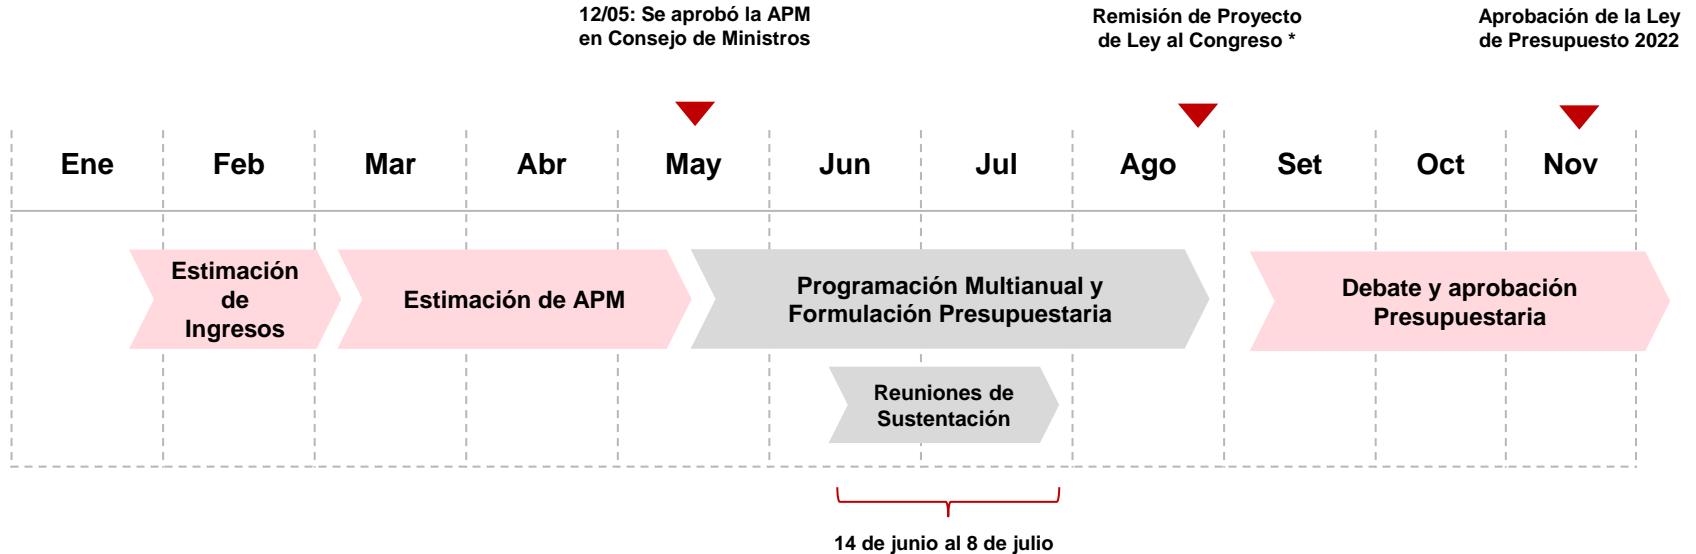 12/05: Se aprobó la APM
en Consejo de Ministros
Remisión de Proyecto
de Ley al Congreso *
Aprobación de la Ley
de Presupuesto 2022
Ene
Feb
Mar
Abr
May
Jun
Jul
Ago
Set
Oct
Nov
Estimación
de
Ingresos
Estimación de APM
Programación Multianual y
Formulación Presupuestaria
Debate y aprobación
Presupuestaria
Reuniones de
Sustentación
14 de junio al 8 de julio